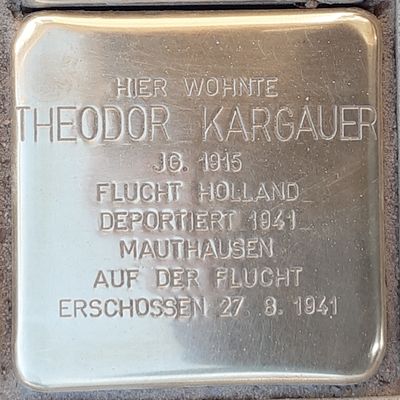 HIER WOHNTE
THEODOR KARGAUER
JG. 1915
FLUCHT HOLLAND
DEPORTIERT 1941
MAUTHAUSEN
AUF DER FLUCHT
ERSCHOSSEN 27. 8. 1941